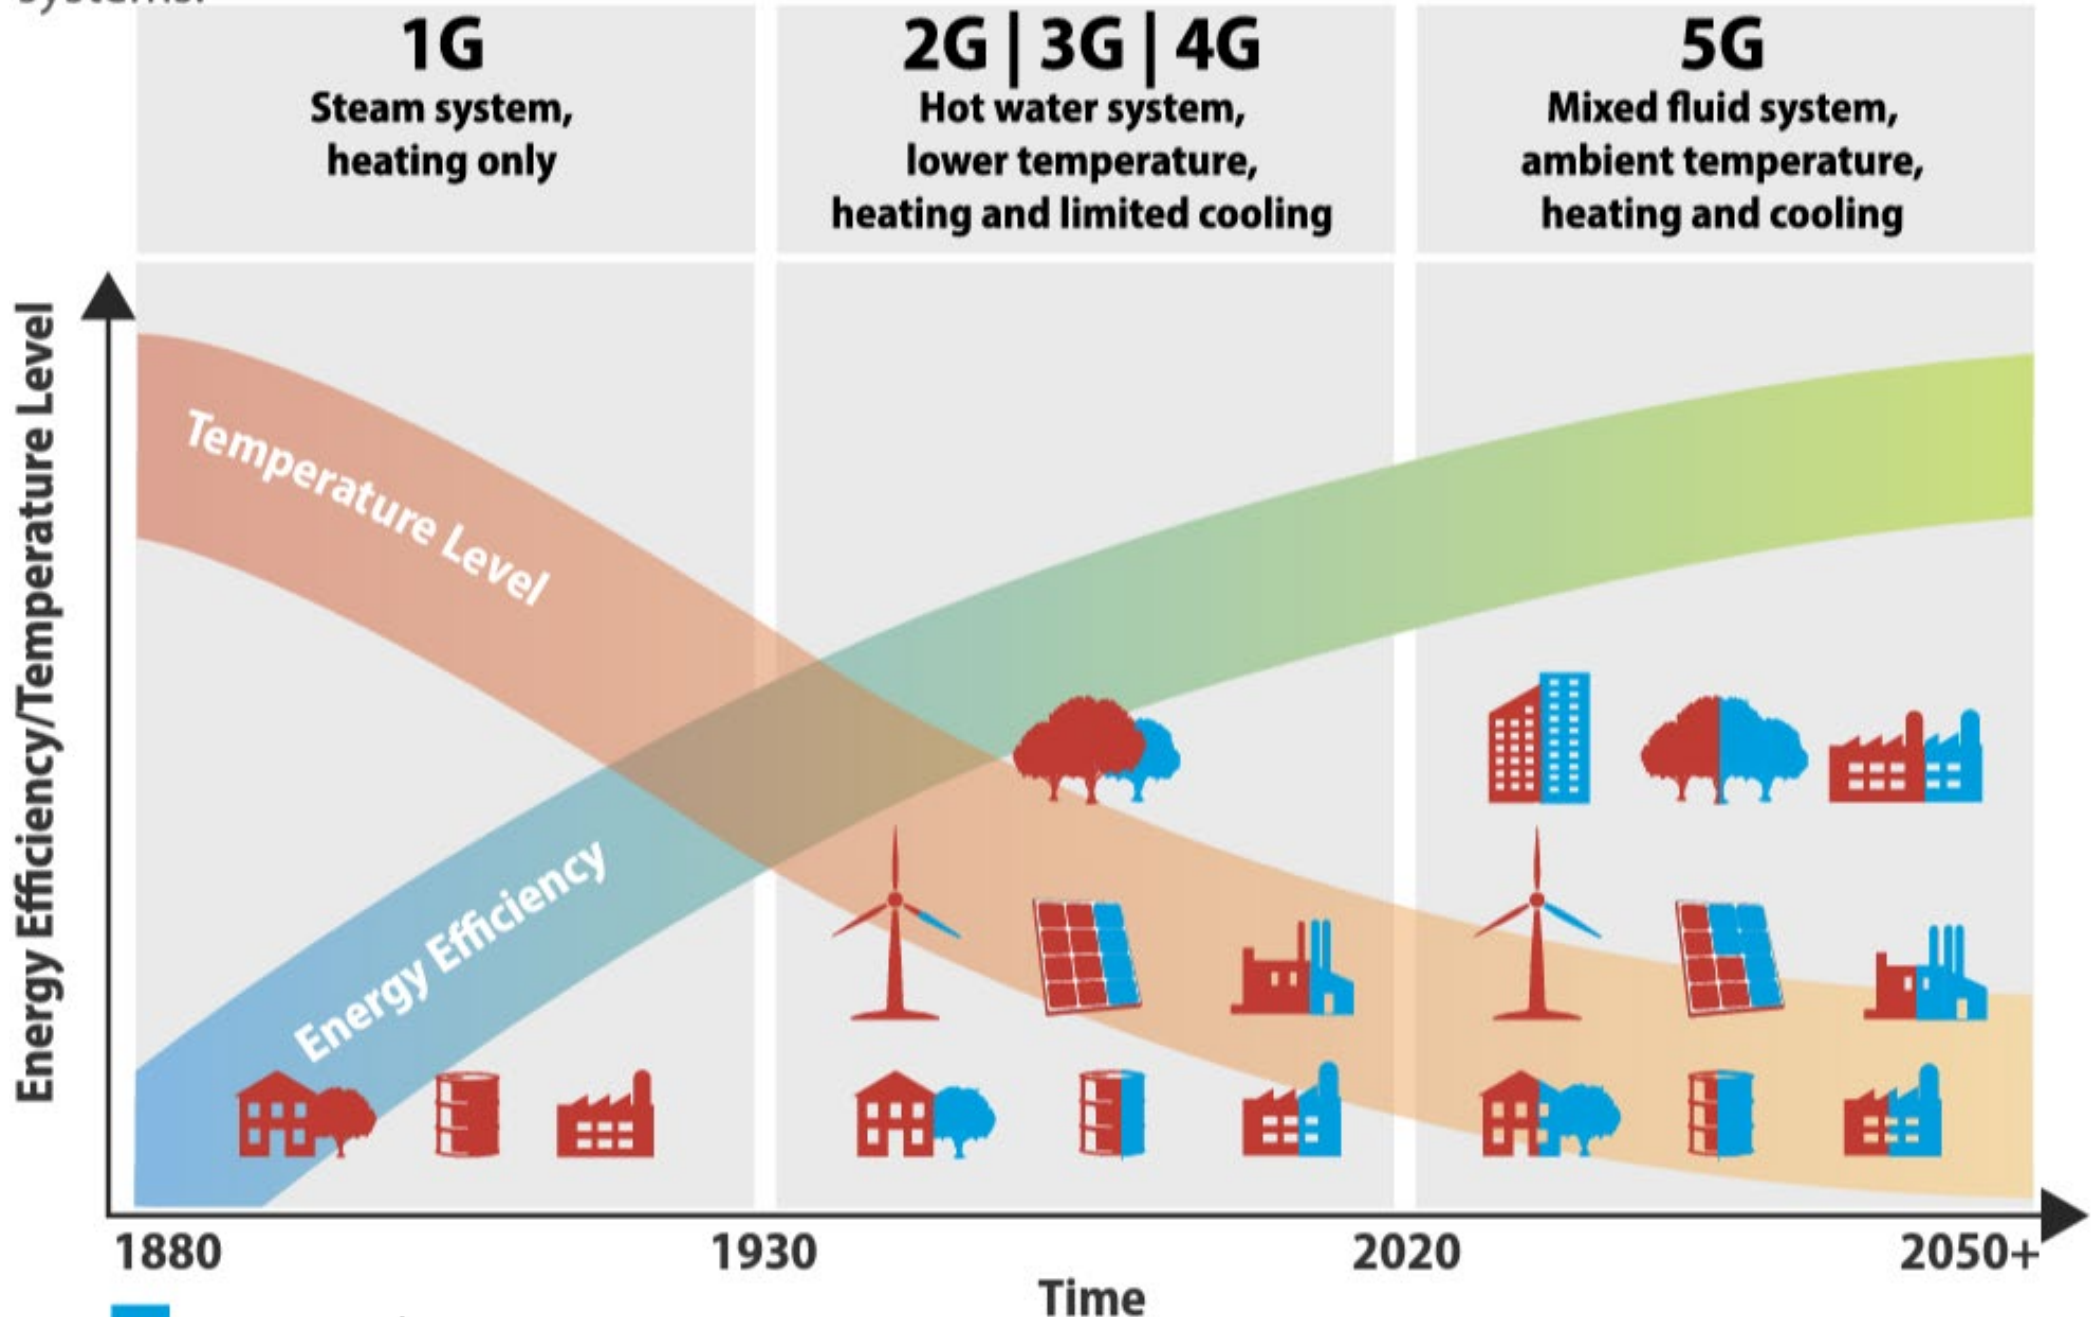 systems.
1G
Steam system,
heating only
2G | 3G | 4G
Hot water system,
lower temperature,
heating and limited cooling
5G
Mixed fluid system,
ambient temperature,
heating and cooling
Energy Efficiency/Temperature Level
Temperature Level
Energy Efficiency
1880
1930
2020
2050+
Time